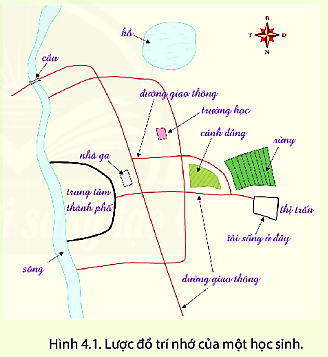 hồ
B
T
Đ
N
cầu
đường giao thông
trường học
cánh đồng
rừng
nhà ga
trung tâm
thành phố
thị trấn
tôi sống ở đây
sông
đường giao thông
Hình 4.1. Lược đồ trí nhớ của một học sinh.